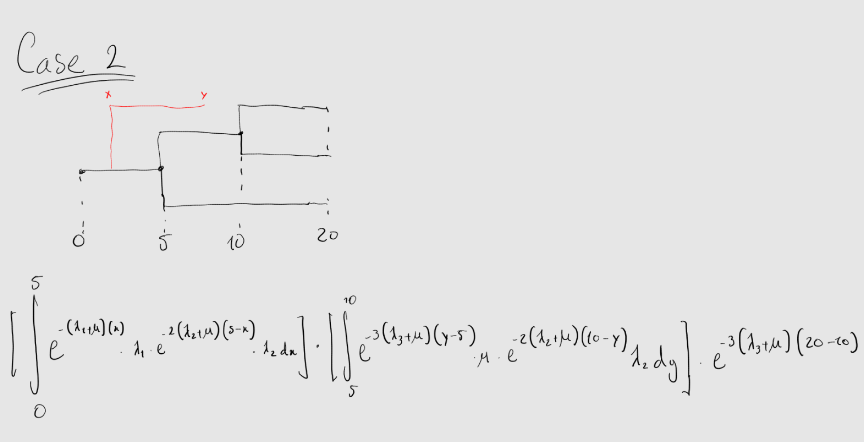 Case 2
x y
0 5 10 20
[∫₀⁵ e^{-(λ₁+μ)(x)} · λ₁ · e^{-2(λ₂+μ)(5-x)} · λ₂ dx] · [∫₅¹⁰ e^{-3(λ₃+μ)(y-5)} · μ · e^{-2(λ₂+μ)(10-y)} λ₂ dy] · e^{-3(λ₃+μ)(20-10)}